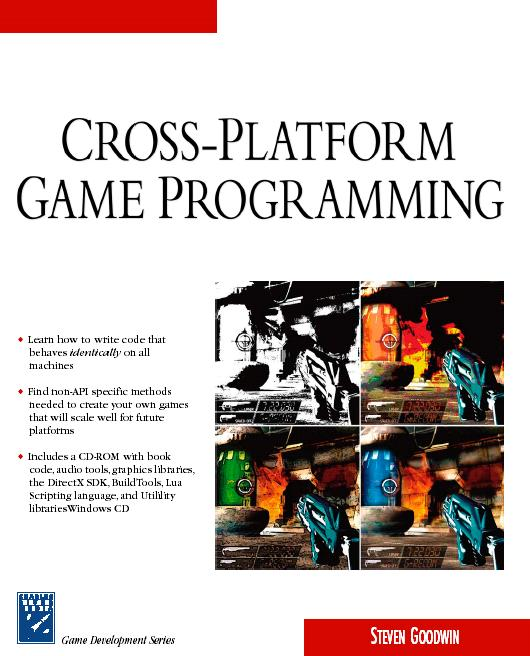 CROSS-PLATFORM
GAME PROGRAMMING
Learn how to write code that
behaves identically on all
machines
Find non-API specific methods
needed to create your own games
that will scale well for future
platforms
Includes a CD-ROM with book
code, audio tools, graphics libraries,
the DirectX SDK, BuildTools, Lua
Scripting language, and Utlility
librariesWindows CD
CHARLES
RIVER
Game Development Series
STEVEN GOODWIN